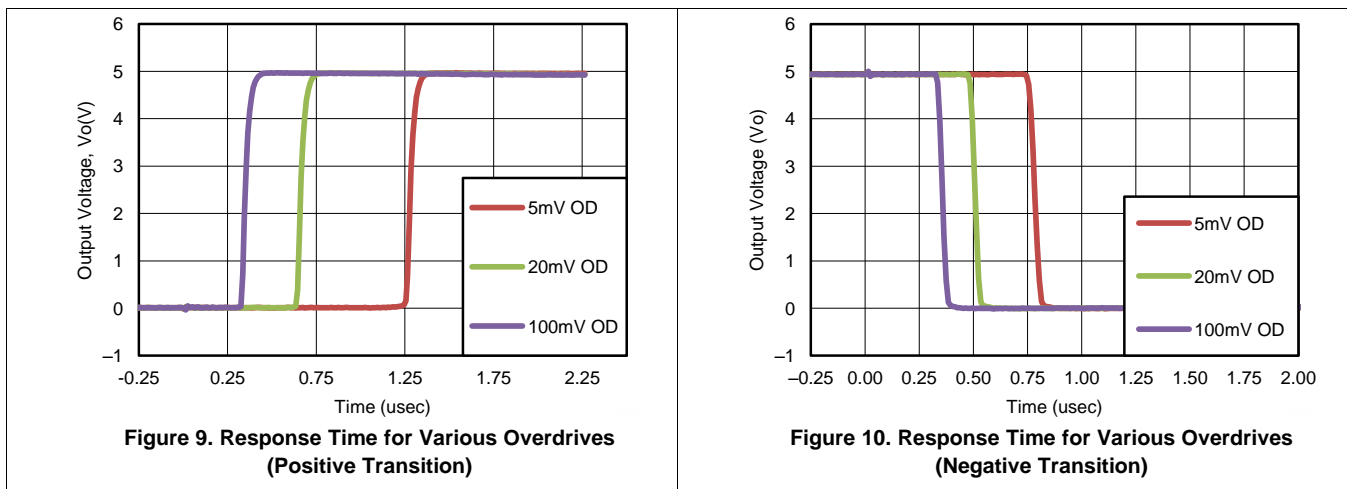 6
5
4
3
2
1
0
–1
Output Voltage, Vo(V)
5mV OD
20mV OD
100mV OD
-0.25 0.25 0.75 1.25 1.75 2.25
Time (usec)
Figure 9. Response Time for Various Overdrives
(Positive Transition)
6
5
4
3
2
1
0
–1
Output Voltage (Vo)
5mV OD
20mV OD
100mV OD
–0.25 0.00 0.25 0.50 0.75 1.00 1.25 1.50 1.75 2.00
Time (usec)
Figure 10. Response Time for Various Overdrives
(Negative Transition)